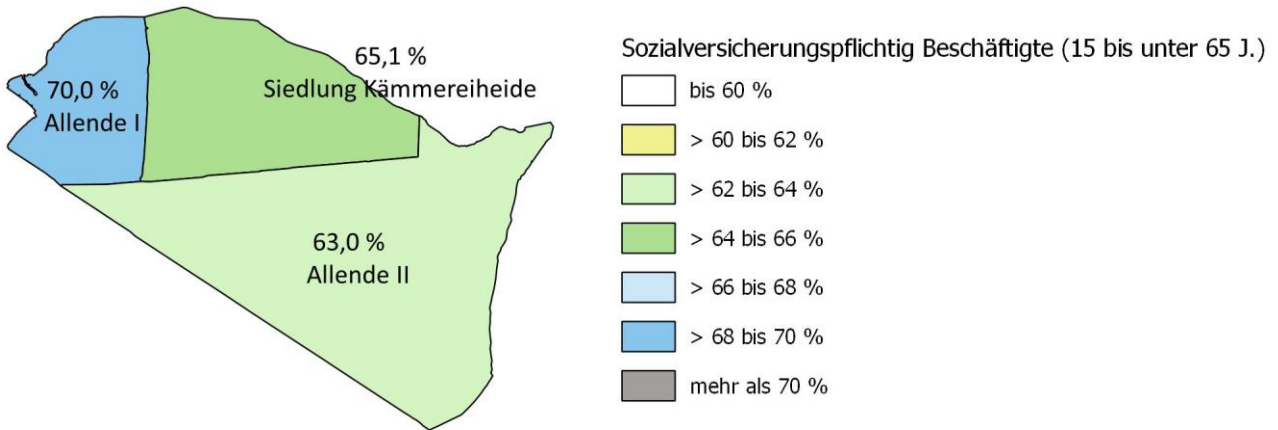 65,1 %
Siedlung Kämmereiheide
70,0 %
Allende I
63,0 %
Allende II
Sozialversicherungspflichtig Beschäftigte (15 bis unter 65 J.)
bis 60 %
> 60 bis 62 %
> 62 bis 64 %
> 64 bis 66 %
> 66 bis 68 %
> 68 bis 70 %
mehr als 70 %